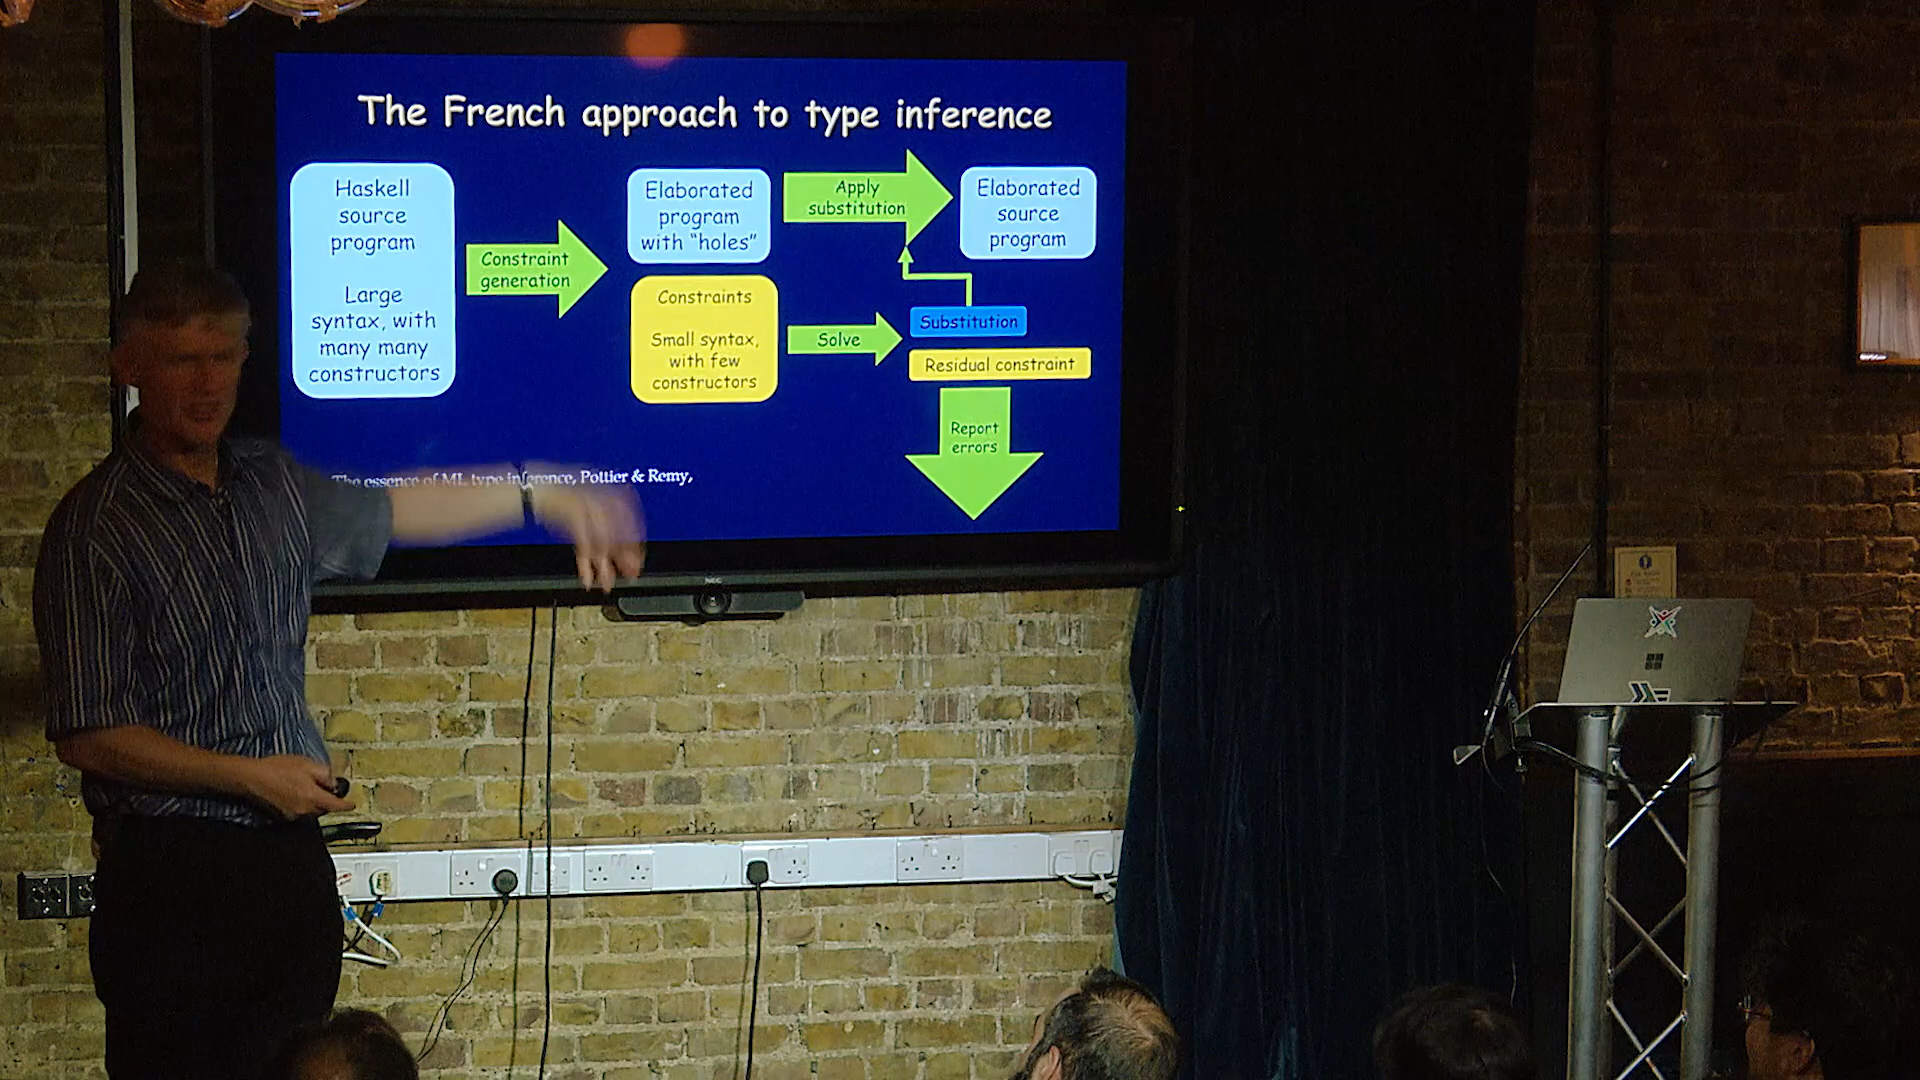 The French approach to type inference
Haskell
source
program
Large
syntax, with
many many
constructors
Constraint
generation
Elaborated
program
with “holes”
Constraints
Small syntax,
with few
constructors
Apply
substitution
Elaborated
source
program
Solve
Substitution
Residual constraint
Report
errors
The essence of ML type inference, Pottier & Remy,
NEC